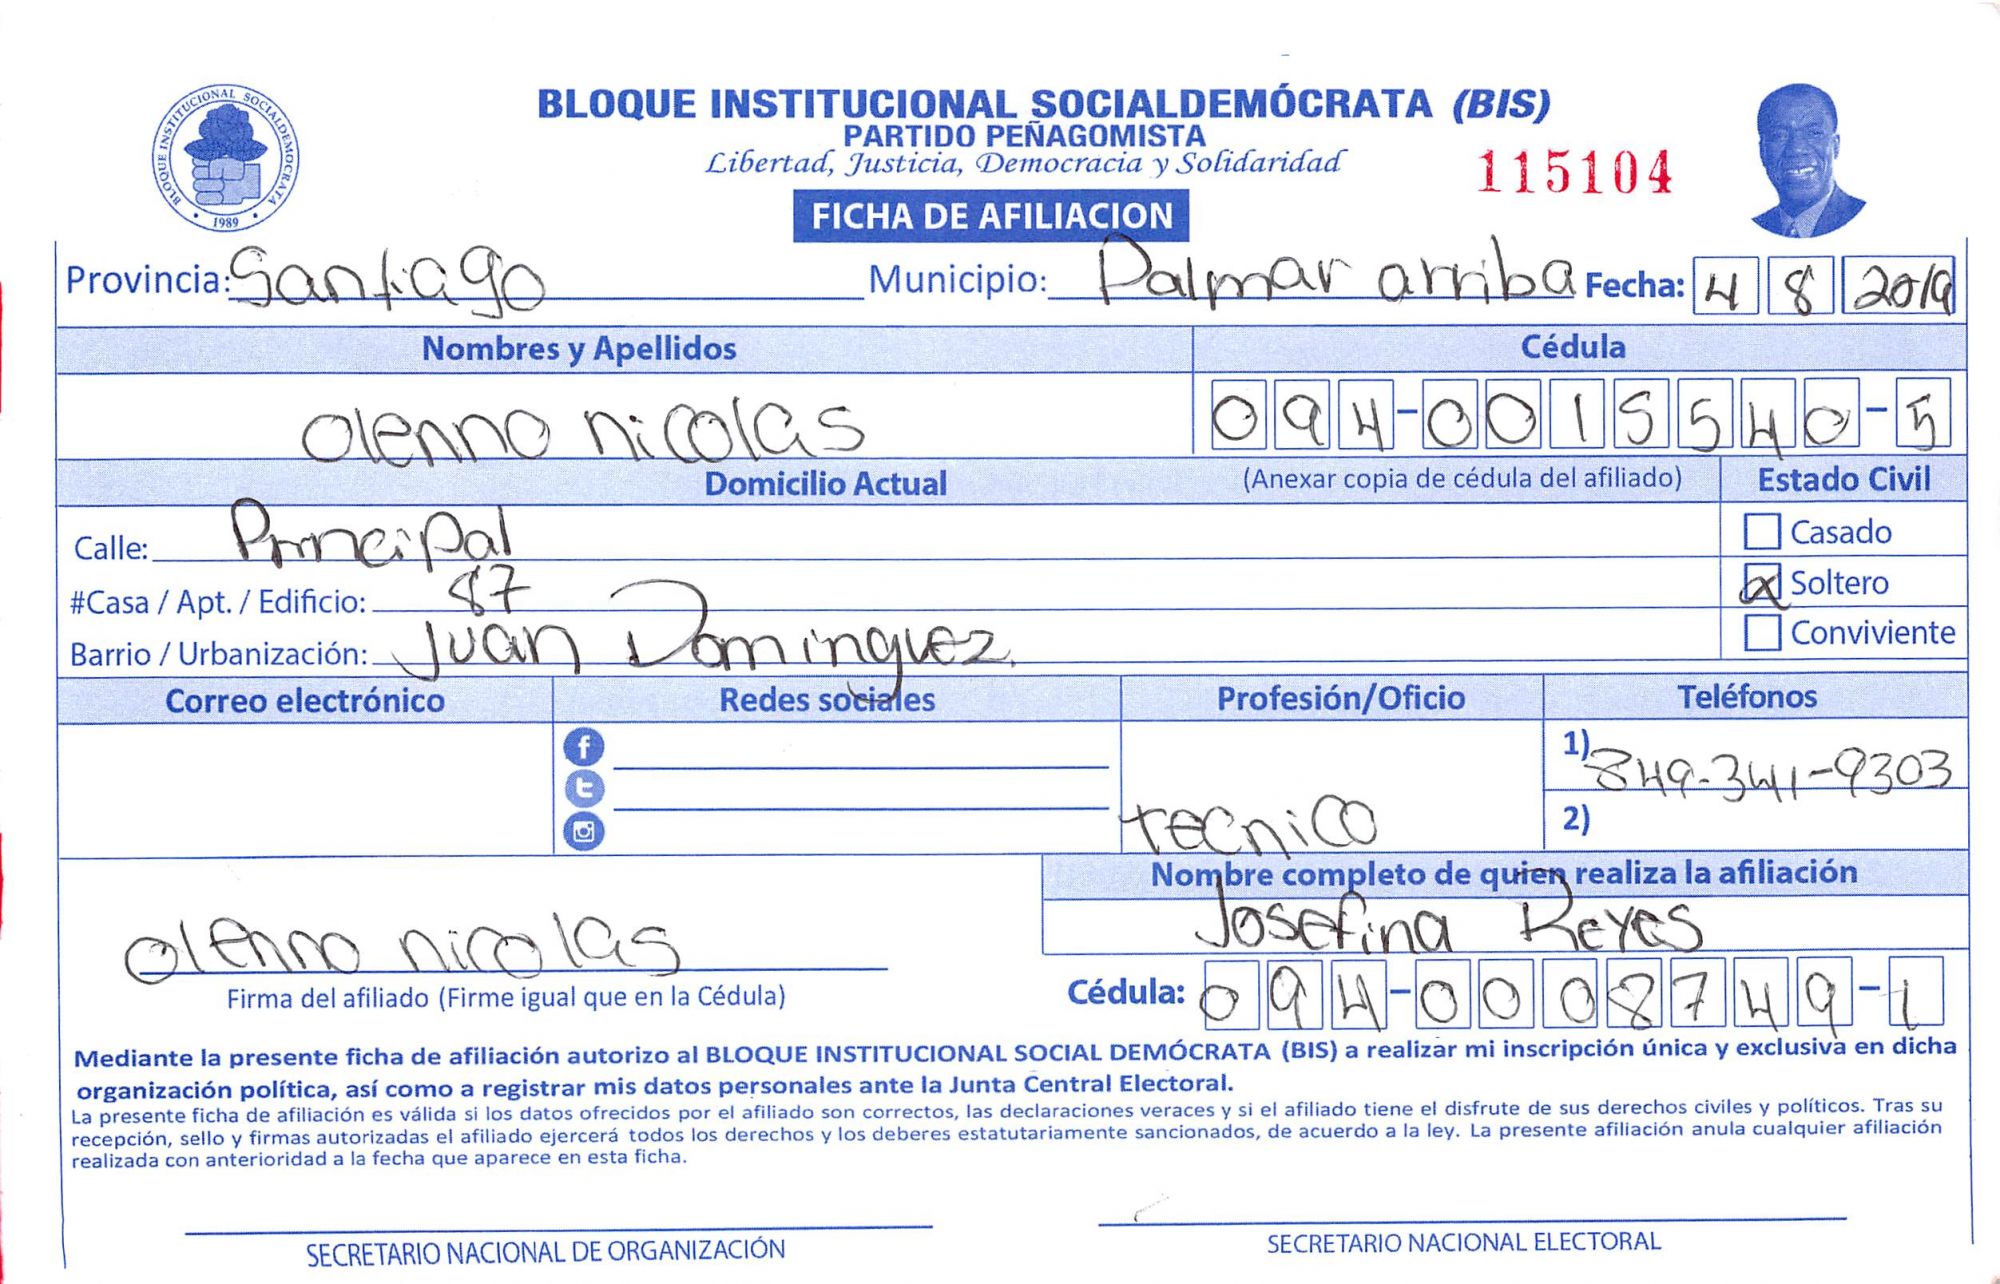 BLOQUE INSTITUCIONAL SOCIALDEMOCRATA
1989
BLOQUE INSTITUCIONAL SOCIALDEMÓCRATA (BIS)
PARTIDO PEÑAGOMISTA
Libertad, Justicia, Democracia y Solidaridad
115104
FICHA DE AFILIACION
Provincia: Santiago Municipio: Palmar arriba Fecha: 4 8 2019
Nombres y Apellidos Cédula
Olenno nicolas 094-0015540-5
Domicilio Actual (Anexar copia de cédula del afiliado) Estado Civil
Calle: Principal Casado
#Casa / Apt. / Edificio: 87 x Soltero
Barrio / Urbanización: Juan Dominguez. Conviviente
Correo electrónico Redes sociales Profesión/Oficio Teléfonos
1) 849-341-9303
tecnico 2)
Nombre completo de quien realiza la afiliación
olenno nicolas Josefina Reyes
Firma del afiliado (Firme igual que en la Cédula) Cédula: 094-0008749-1
Mediante la presente ficha de afiliación autorizo al BLOQUE INSTITUCIONAL SOCIAL DEMÓCRATA (BIS) a realizar mi inscripción única y exclusiva en dicha
organización política, así como a registrar mis datos personales ante la Junta Central Electoral.
La presente ficha de afiliación es válida si los datos ofrecidos por el afiliado son correctos, las declaraciones veraces y si el afiliado tiene el disfrute de sus derechos civiles y políticos. Tras su
recepción, sello y firmas autorizadas el afiliado ejercerá todos los derechos y los deberes estatutariamente sancionados, de acuerdo a la ley. La presente afiliación anula cualquier afiliación
realizada con anterioridad a la fecha que aparece en esta ficha.
SECRETARIO NACIONAL DE ORGANIZACIÓN SECRETARIO NACIONAL ELECTORAL